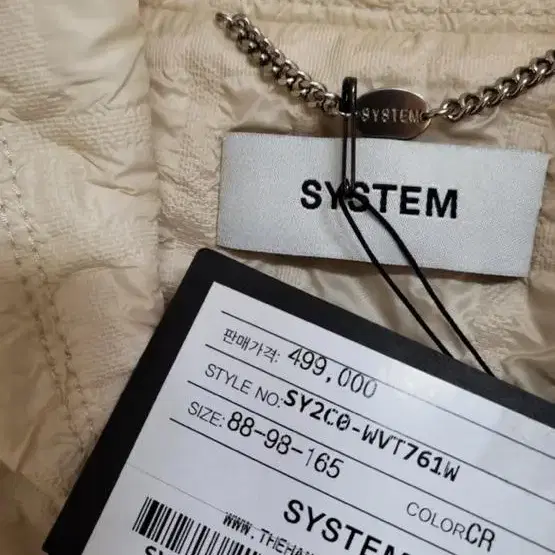 SYSTEM
SYSTEM
판매가격: 499,000
STYLE NO: SY2C0-WVT761W
SIZE: 88-98-165
COLOR CR
SYSTEM
WWW.THEHA